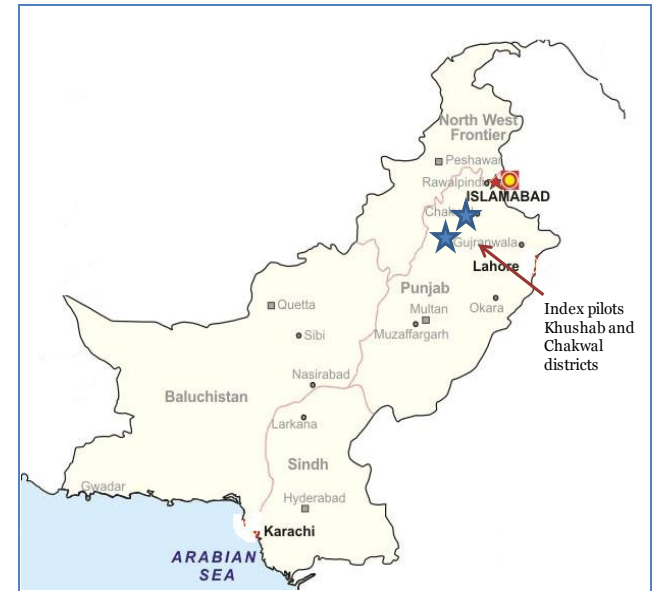 North West
Frontier
Peshawar
Rawalpindi
ISLAMABAD
Gujranwala
Lahore
Punjab
Index pilots
Khushab and
Chakwal
districts
Okara
Multan
Muzaffargarh
Quetta
Sibi
Nasirabad
Baluchistan
Larkana
Sindh
Gwadar
Hyderabad
Karachi
ARABIAN
SEA